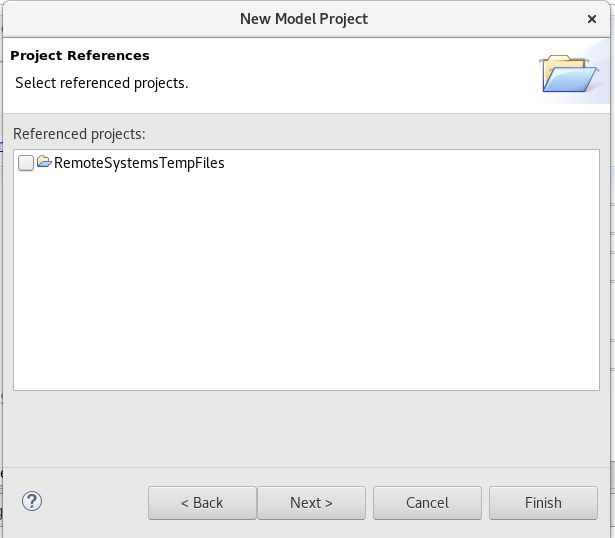 New Model Project
Project References
Select referenced projects.
Referenced projects:
RemoteSystemsTempFiles
< Back
Next >
Cancel
Finish